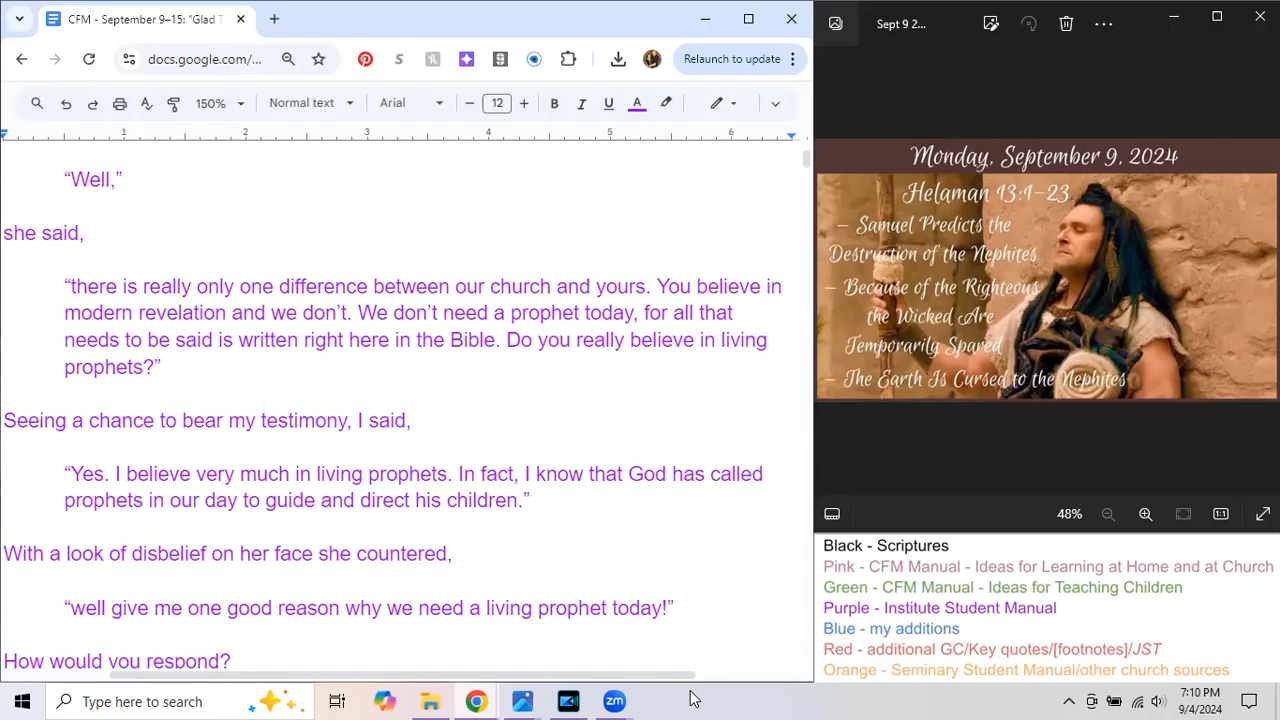 CFM - September 9–15: “Glad T
Sept 9 2...
docs.google.com/...
Relaunch to update
150%
Normal text
Arial
12
B
I
U
A
1
2
3
4
5
6
“Well,”
she said,
“there is really only one difference between our church and yours. You believe in
modern revelation and we don’t. We don’t need a prophet today, for all that
needs to be said is written right here in the Bible. Do you really believe in living
prophets?”
Seeing a chance to bear my testimony, I said,
“Yes. I believe very much in living prophets. In fact, I know that God has called
prophets in our day to guide and direct his children.”
With a look of disbelief on her face she countered,
“well give me one good reason why we need a living prophet today!”
How would you respond?
Monday, September 9, 2024
Helaman 13:1–23
– Samuel Predicts the
Destruction of the Nephites
– Because of the Righteous
the Wicked Are
Temporarily Spared
– The Earth Is Cursed to the Nephites
48%
1:1
Black - Scriptures
Pink - CFM Manual - Ideas for Learning at Home and at Church
Green - CFM Manual - Ideas for Teaching Children
Purple - Institute Student Manual
Blue - my additions
Red - additional GC/Key quotes/[footnotes]/JST
Orange - Seminary Student Manual/other church sources
Type here to search
zm
7:10 PM
9/4/2024